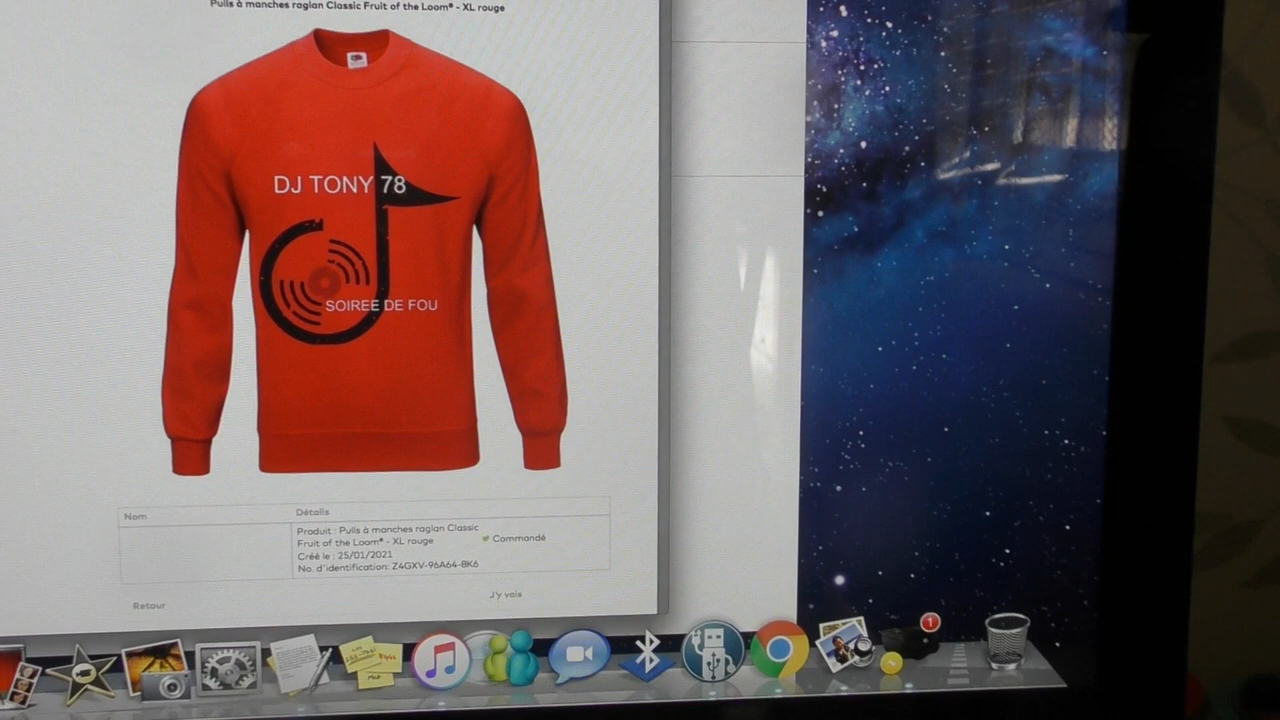 Pulls à manches raglan Classic Fruit of the Loom® - XL rouge
DJ TONY 78
SOIREE DE FOU
Nom
Détails
Produit : Pulls à manches raglan Classic
Fruit of the Loom® - XL rouge
Commandé
Créé le : 25/01/2021
No. d'identification: Z4GXV-96A64-8K6
Retour
J'y vais
1